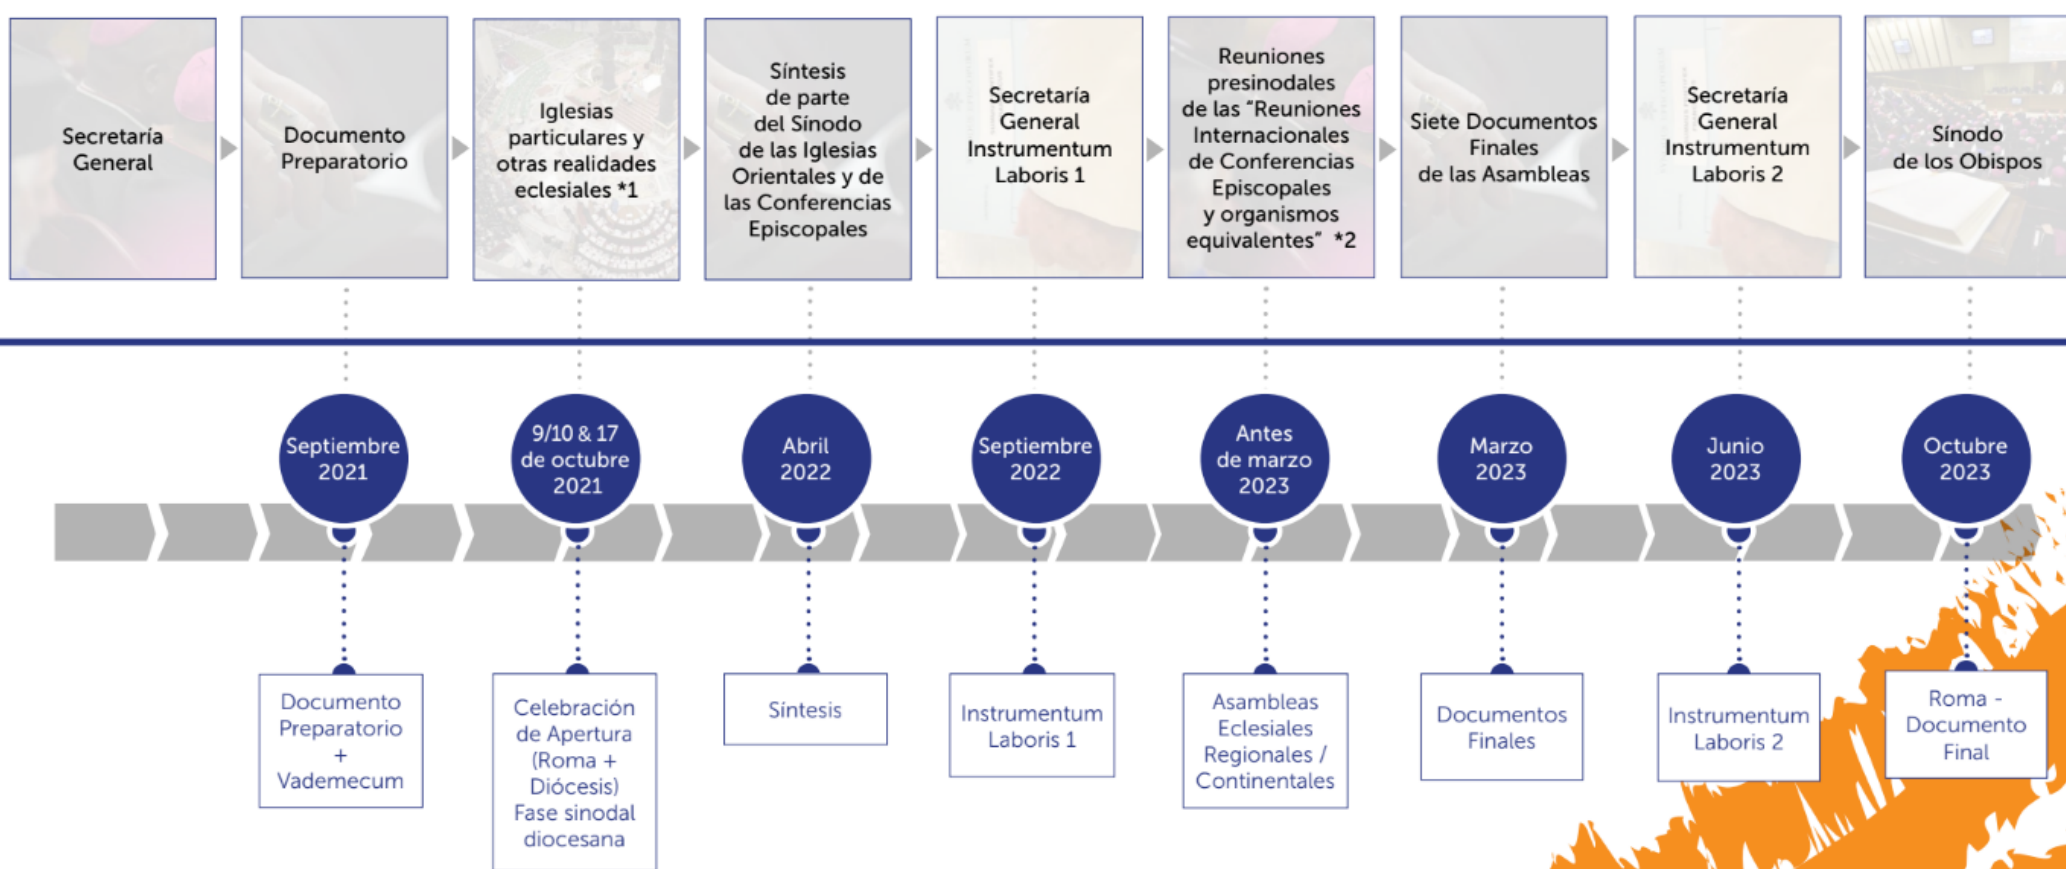 Secretaría
General
Documento
Preparatorio
Iglesias
particulares y
otras realidades
eclesiales *1
Síntesis
de parte
del Sínodo
de las Iglesias
Orientales y de
las Conferencias
Episcopales
Secretaría
General
Instrumentum
Laboris 1
Reuniones
presinodales
de las “Reuniones
Internacionales
de Conferencias
Episcopales
y organismos
equivalentes” *2
Siete Documentos
Finales
de las Asambleas
Secretaría
General
Instrumentum
Laboris 2
Sínodo
de los Obispos
Septiembre
2021
9/10 & 17
de octubre
2021
Abril
2022
Septiembre
2022
Antes
de marzo
2023
Marzo
2023
Junio
2023
Octubre
2023
Documento
Preparatorio
+
Vademecum
Celebración
de Apertura
(Roma +
Diócesis)
Fase sinodal
diocesana
Síntesis
Instrumentum
Laboris 1
Asambleas
Eclesiales
Regionales /
Continentales
Documentos
Finales
Instrumentum
Laboris 2
Roma -
Documento
Final